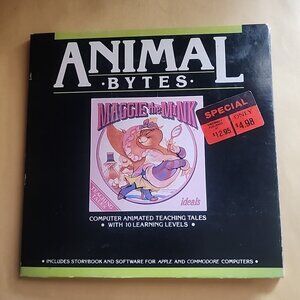 ANIMAL
·BYTES·
MAGGIE the MINK
SPECIAL
ONLY
$12.95
$4.98
ideals
COMPUTER ANIMATED TEACHING TALES
• WITH 10 LEARNING LEVELS •
• INCLUDES STORYBOOK AND SOFTWARE FOR APPLE AND COMMODORE COMPUTERS •